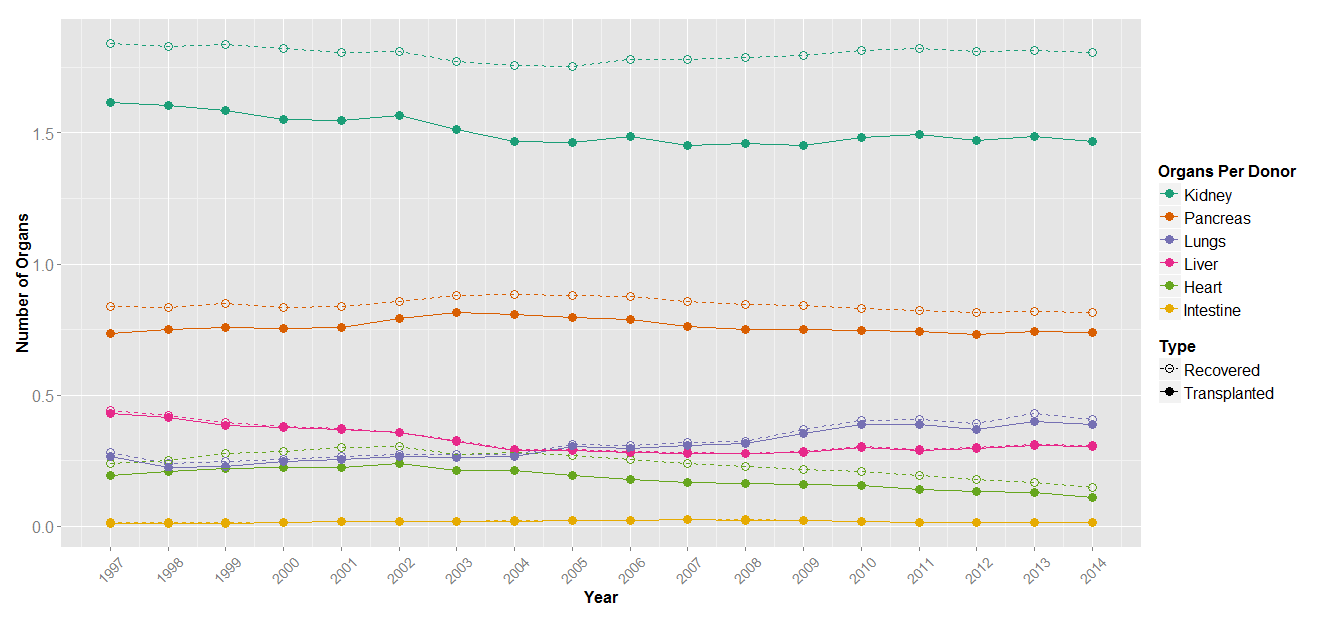 Number of Organs
1.5
1.0
0.5
0.0
1997 1998 1999 2000 2001 2002 2003 2004 2005 2006 2007 2008 2009 2010 2011 2012 2013 2014
Year
Organs Per Donor
Kidney
Pancreas
Lungs
Liver
Heart
Intestine
Type
Recovered
Transplanted